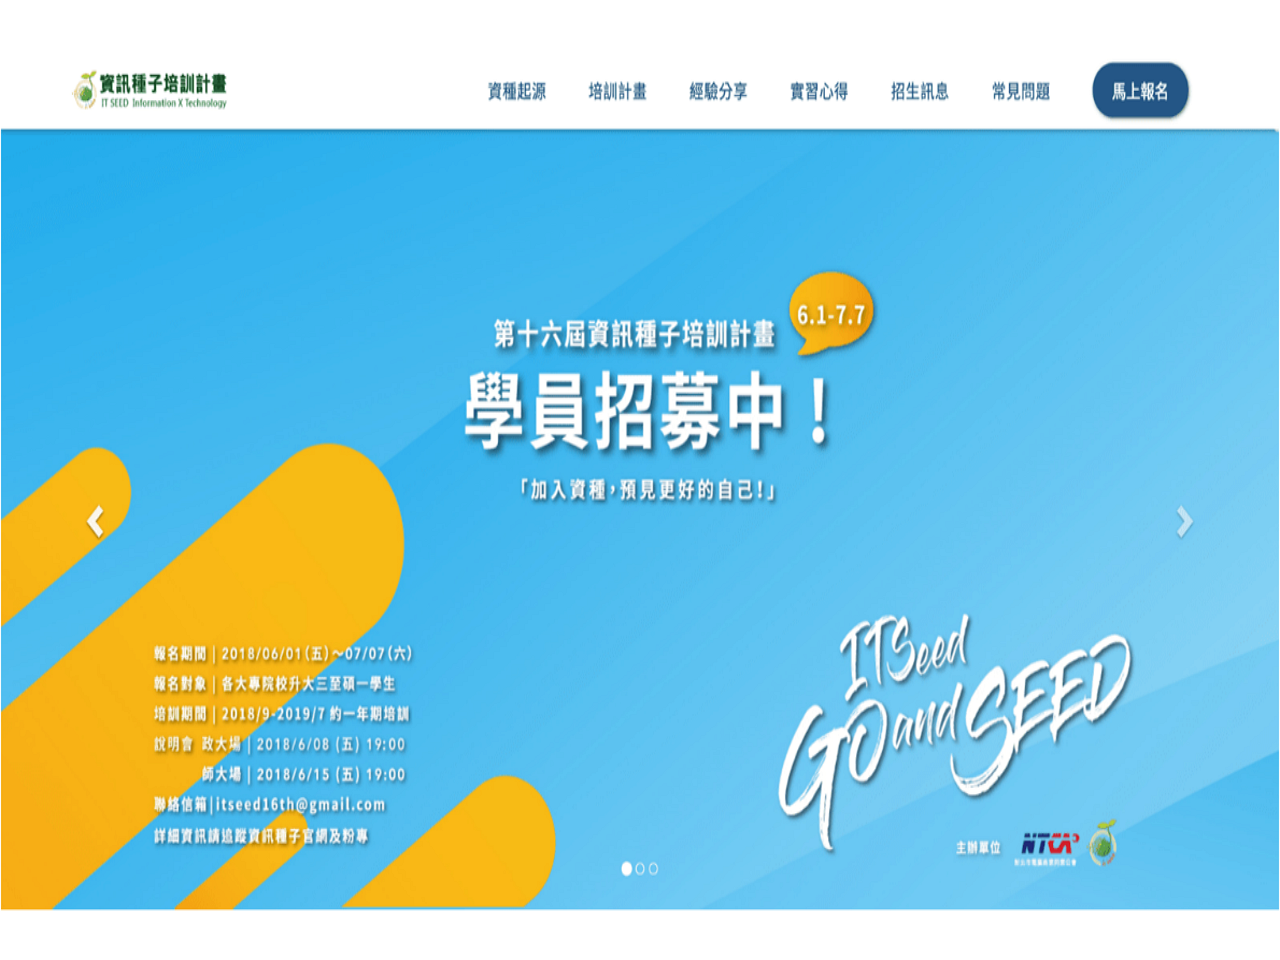 資訊種子培訓計畫
IT SEED Information X Technology
資種起源 培訓計畫 經驗分享 實習心得 招生訊息 常見問題 馬上報名
6.1-7.7
第十六屆資訊種子培訓計畫
學員招募中！
「加入資種，預見更好的自己！」
報名期間｜2018/06/01（五）～07/07（六）
報名對象｜各大專院校升大三至碩一學生
培訓期間｜2018/9-2019/7 約一年期培訓
說明會 政大場｜2018/6/08 (五) 19:00
師大場｜2018/6/15 (五) 19:00
聯絡信箱|itseed16th@gmail.com
詳細資訊請追蹤資訊種子官網及粉專
ITSeed
GO and SEED
主辦單位 NTCA